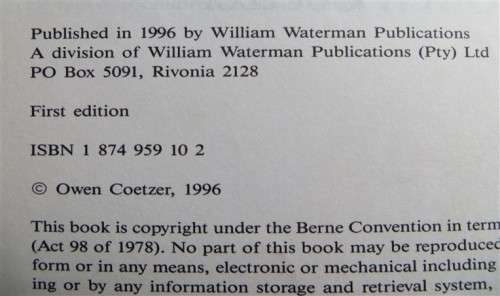 Published in 1996 by William Waterman Publications
A division of William Waterman Publications (Pty) Ltd
PO Box 5091, Rivonia 2128
First edition
ISBN 1 874 959 10 2
© Owen Coetzer, 1996
This book is copyright under the Berne Convention in term
(Act 98 of 1978). No part of this book may be reproduced
form or in any means, electronic or mechanical including
ing or by any information storage and retrieval system,